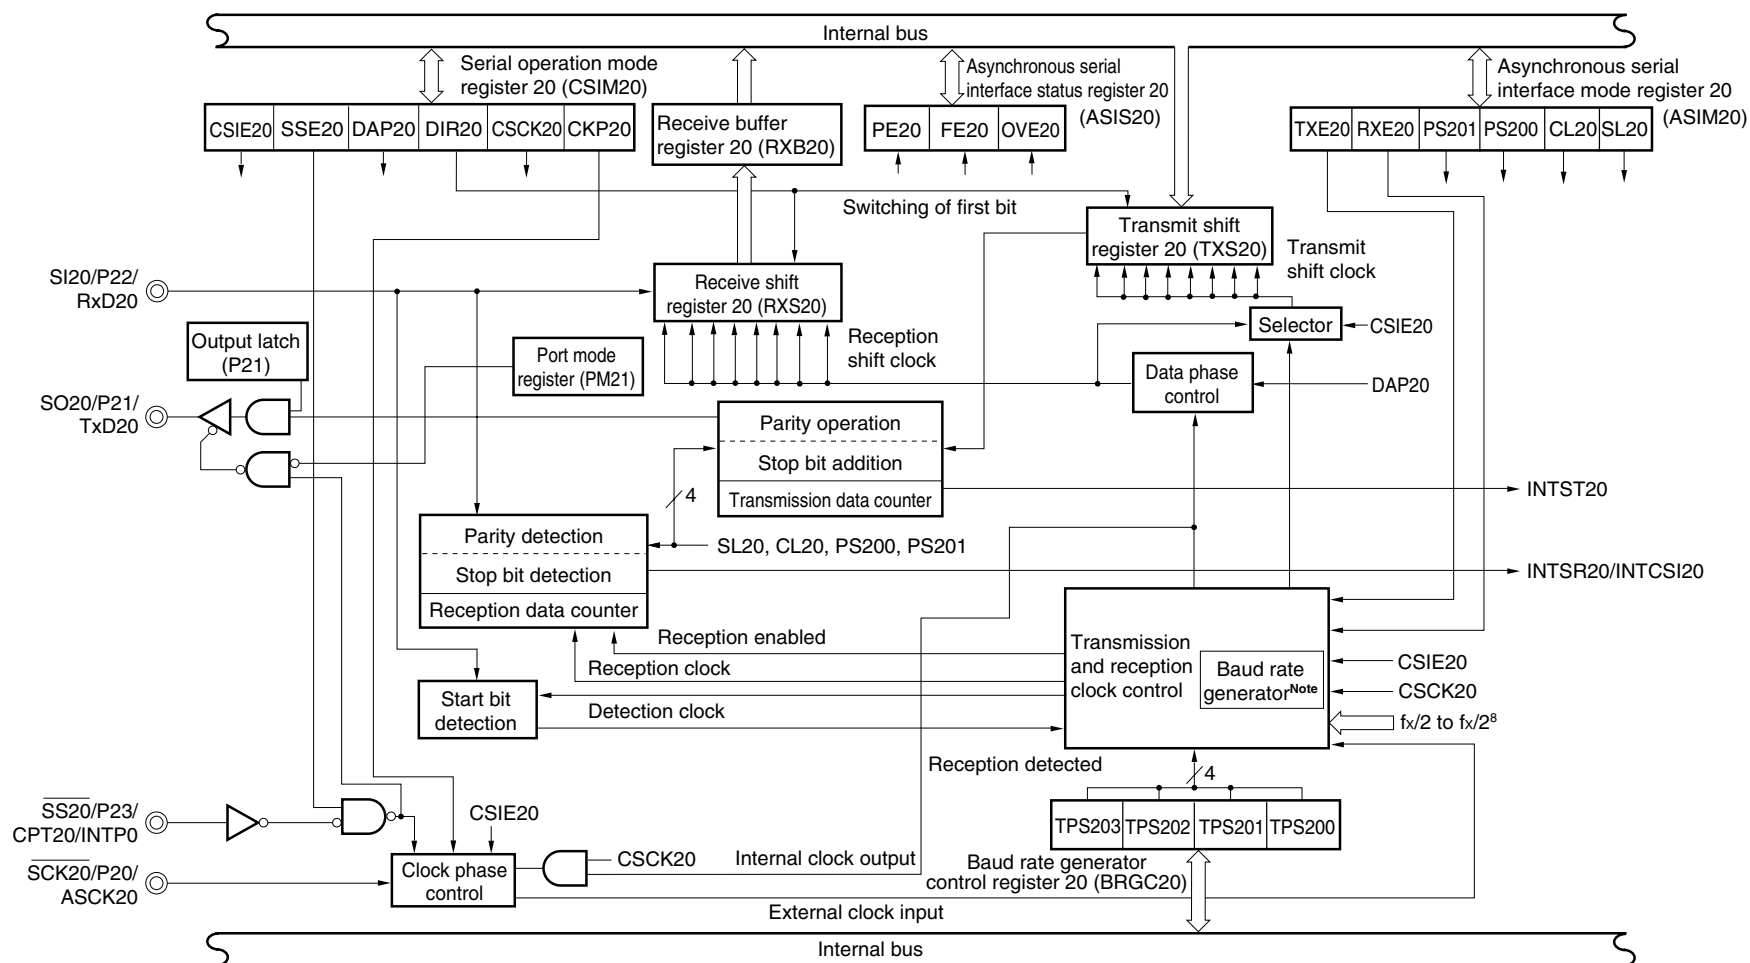 Internal bus
Serial operation mode
register 20 (CSIM20)
Asynchronous serial
interface status register 20
(ASIS20)
Asynchronous serial
interface mode register 20
(ASIM20)
CSIE20 SSE20 DAP20 DIR20 CSCK20 CKP20
Receive buffer
register 20 (RXB20)
PE20 FE20 OVE20
TXE20 RXE20 PS201 PS200 CL20 SL20
Switching of first bit
Transmit shift
register 20 (TXS20)
Transmit
shift clock
SI20/P22/
RxD20
Receive shift
register 20 (RXS20)
Selector
CSIE20
Output latch
(P21)
Port mode
register (PM21)
Reception
shift clock
Data phase
control
DAP20
SO20/P21/
TxD20
Parity operation
Stop bit addition
Transmission data counter
4
INTST20
Parity detection
Stop bit detection
Reception data counter
SL20, CL20, PS200, PS201
INTSR20/INTCSI20
Reception enabled
Reception clock
Transmission
and reception
clock control
Baud rate
generatorNote
CSIE20
CSCK20
fx/2 to fx/2⁸
Start bit
detection
Detection clock
Reception detected
4
SS20/P23/
CPT20/INTP0
CSIE20
TPS203 TPS202 TPS201 TPS200
SCK20/P20/
ASCK20
Clock phase
control
CSCK20
Internal clock output
Baud rate generator
control register 20 (BRGC20)
External clock input
Internal bus